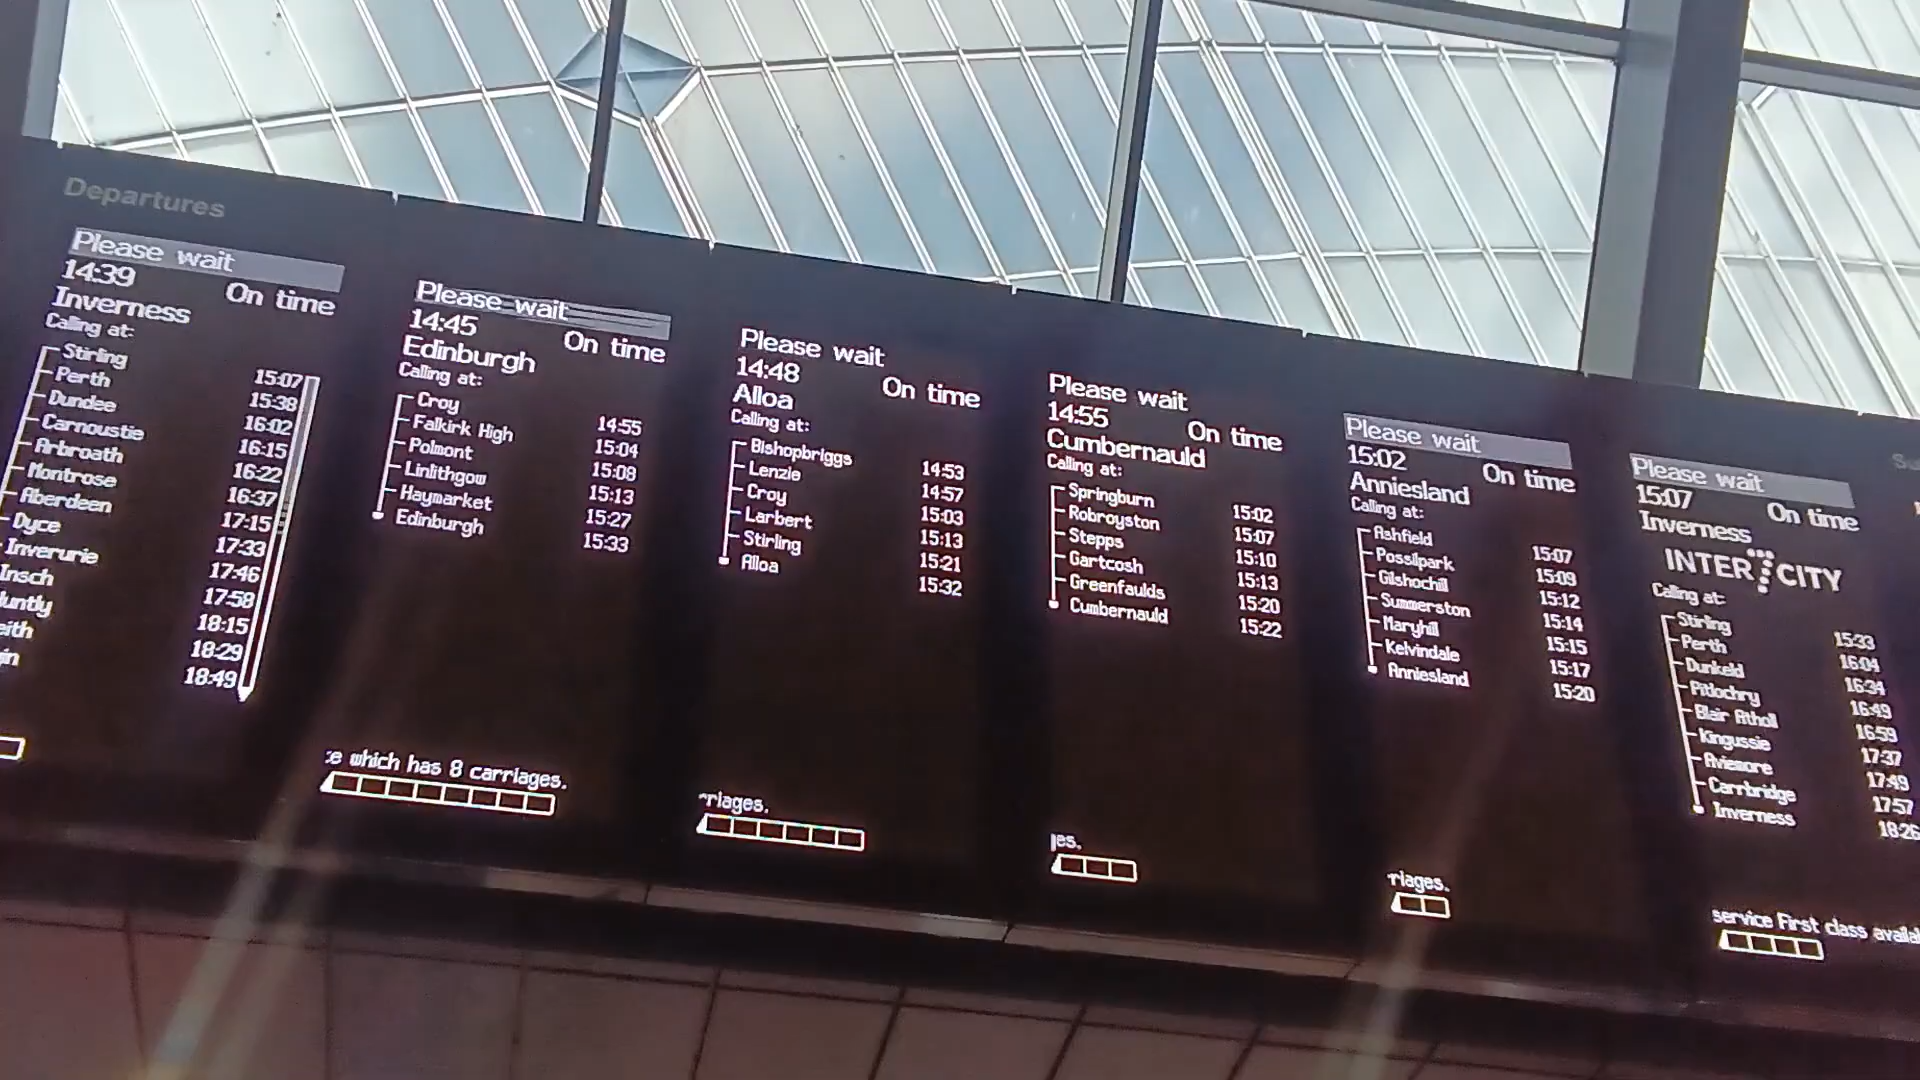 Departures
Please wait
14:39
On time
Inverness
Calling at:
Stirling 15:07
Perth 15:38
Dundee 16:02
Carnoustie 16:15
Arbroath 16:22
Montrose 16:37
Aberdeen 17:15
Dyce 17:33
Inverurie 17:46
Insch 17:58
untly 18:15
eith 18:29
gin 18:49
Please wait
14:45
On time
Edinburgh
Calling at:
Croy 14:55
Falkirk High 15:04
Polmont 15:08
Linlithgow 15:13
Haymarket 15:27
Edinburgh 15:33
e which has 8 carriages.
Please wait
14:48
On time
Alloa
Calling at:
Bishopbriggs 14:53
Lenzie 14:57
Croy 15:03
Larbert 15:13
Stirling 15:21
Alloa 15:32
riages.
Please wait
14:55
On time
Cumbernauld
Calling at:
Springburn 15:02
Robroyston 15:07
Stepps 15:10
Gartcosh 15:13
Greenfaulds 15:20
Cumbernauld 15:22
es.
Please wait
15:02
On time
Anniesland
Calling at:
Ashfield 15:07
Possilpark 15:09
Gilshochill 15:12
Summerston 15:14
Maryhill 15:15
Kelvindale 15:17
Anniesland 15:20
riages.
Please wait
15:07
On time
Inverness
INTER CITY
Calling at:
Stirling 15:33
Perth 16:04
Dunkeld 16:34
Pitlochry 16:49
Blair Atholl 16:59
Kingussie 17:37
Aviemore 17:49
Carrbridge 17:57
Inverness 18:26
service First class availa